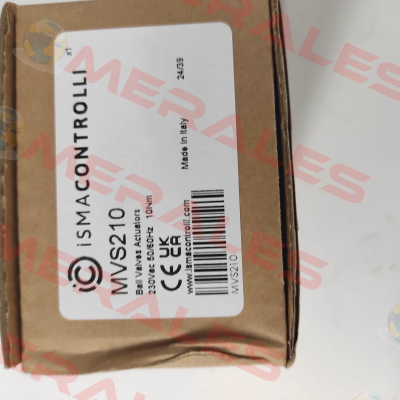 iSMACONTROLLI
x1
MVS210
24/39
Ball Valves Actuators
230Vac 50/60Hz 10Nm
Made in Italy
CE UK CA
www.ismacontrolli.com
MVS210
MERALES